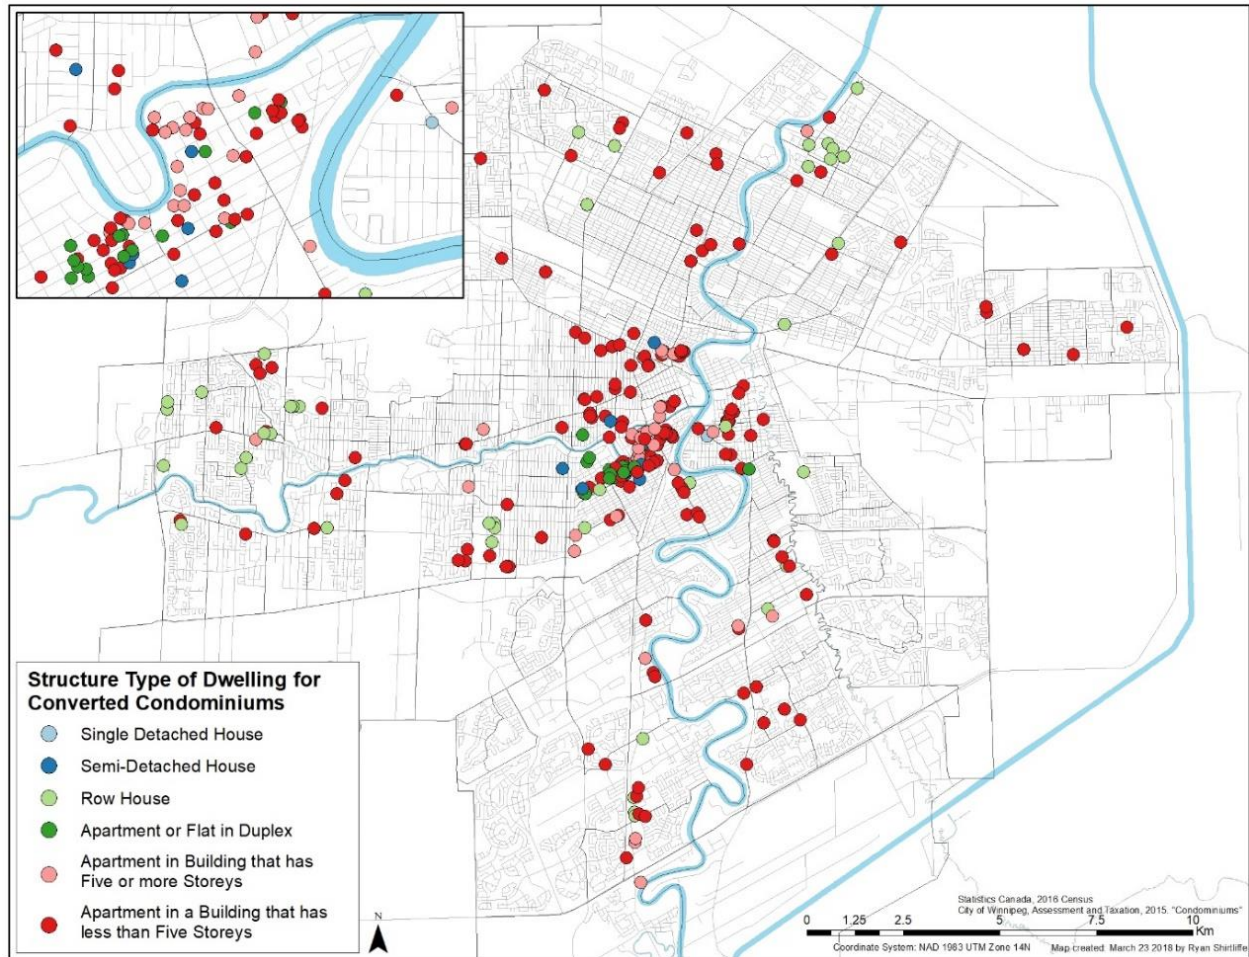 Structure Type of Dwelling for
Converted Condominiums
Single Detached House
Semi-Detached House
Row House
Apartment or Flat in Duplex
Apartment in Building that has
Five or more Storeys
Apartment in a Building that has
less than Five Storeys
N
Statistics Canada, 2016 Census
City of Winnipeg, Assessment and Taxation, 2015. "Condominiums"
0 1.25 2.5 5 7.5 10
Km
Coordinate System: NAD 1983 UTM Zone 14N Map created: March 23 2018 by Ryan Shirtliffe